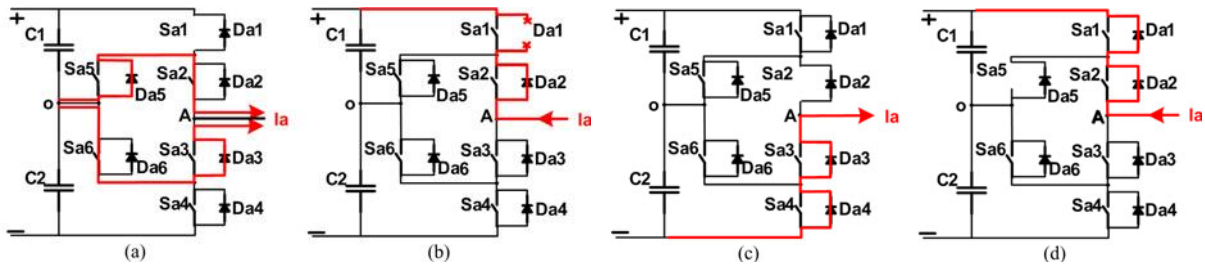 + C1 Sa1 Da1
Sa5 Da5 Sa2 Da2
o A Ia
Sa6 Da6 Sa3 Da3
C2 Sa4 Da4
−
(a)
+ C1 Sa1 Da1
Sa5 Da5 Sa2 Da2
o A Ia
Sa6 Da6 Sa3 Da3
C2 Sa4 Da4
−
(b)
+ C1 Sa1 Da1
Sa5 Da5 Sa2 Da2
o A Ia
Sa6 Da6 Sa3 Da3
C2 Sa4 Da4
−
(c)
+ C1 Sa1 Da1
Sa5 Da5 Sa2 Da2
o A Ia
Sa6 Da6 Sa3 Da3
C2 Sa4 Da4
−
(d)